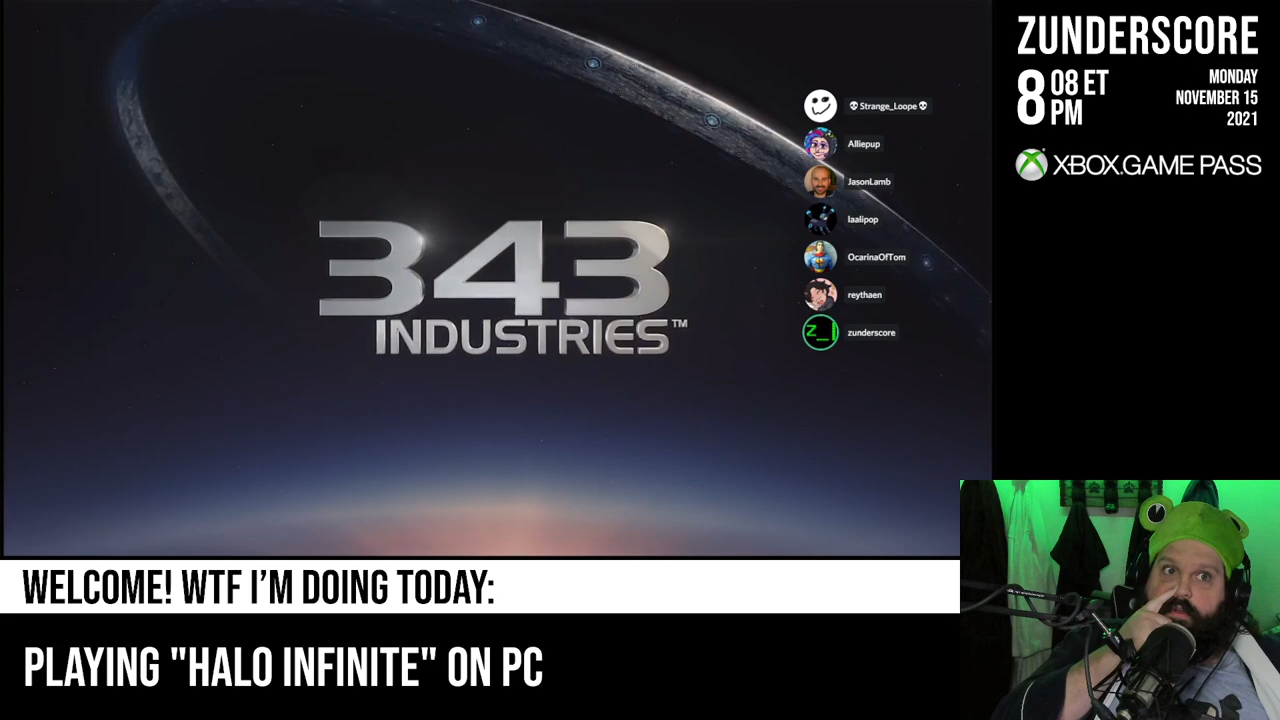 ZUNDERSCORE
8 08 ET
PM
MONDAY
NOVEMBER 15
2021
XBOX.GAME PASS
💀Strange_Loope💀
Alliepup
JasonLamb
laalipop
OcarinaOfTom
reythaen
z_
zunderscore
343
INDUSTRIES™
WELCOME! WTF I'M DOING TODAY:
PLAYING "HALO INFINITE" ON PC